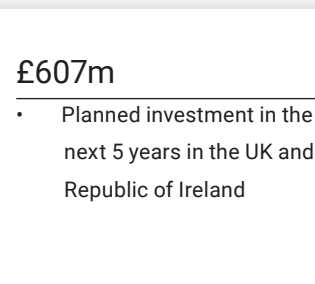 £607m
• Planned investment in the
next 5 years in the UK and
Republic of Ireland